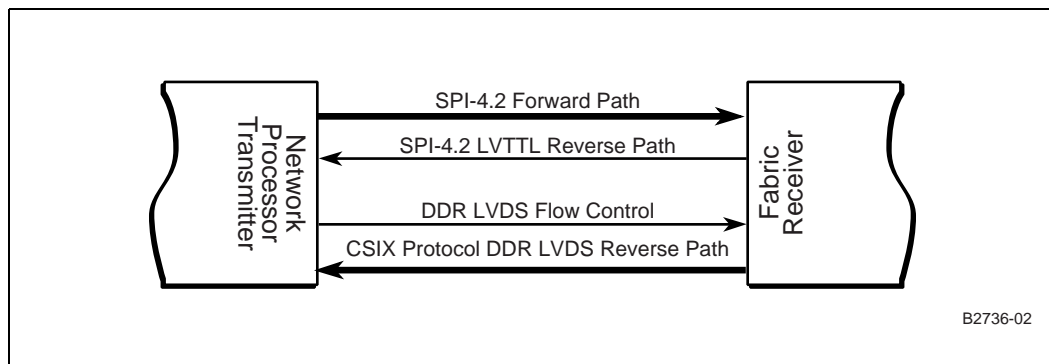 Network
Processor
Transmitter
SPI-4.2 Forward Path
SPI-4.2 LVTTL Reverse Path
DDR LVDS Flow Control
CSIX Protocol DDR LVDS Reverse Path
Fabric
Receiver
B2736-02